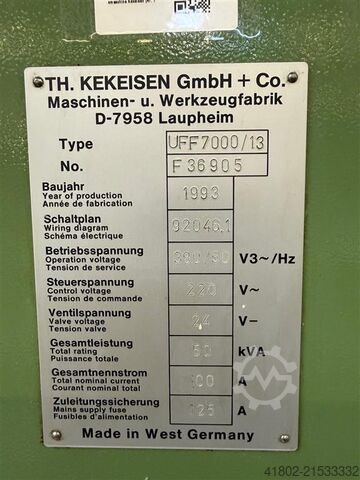 TH. KEKEISEN GmbH + Co.
Maschinen- u. Werkzeugfabrik
D-7958 Laupheim
Type UFF7000/13
No. F36905
Baujahr
Year of production 1993
Année de fabrication
Schaltplan
Wiring diagram 92046.1
Schéma électrique
Betriebsspannung
Operation voltage 380/50 V3~/Hz
Tension de service
Steuerspannung
Control voltage 220 V~
Tension de commande
Ventilspannung
Valve voltage 24 V–
Tension valve
Gesamtleistung
Total rating kVA
Puissance totale
Gesamtnennstrom
Total nominal current 100 A
Courant nominal total
Zuleitungssicherung
Mains supply fuse 125 A
Fusibles d'alimentation
Made in West Germany
41802-21533332